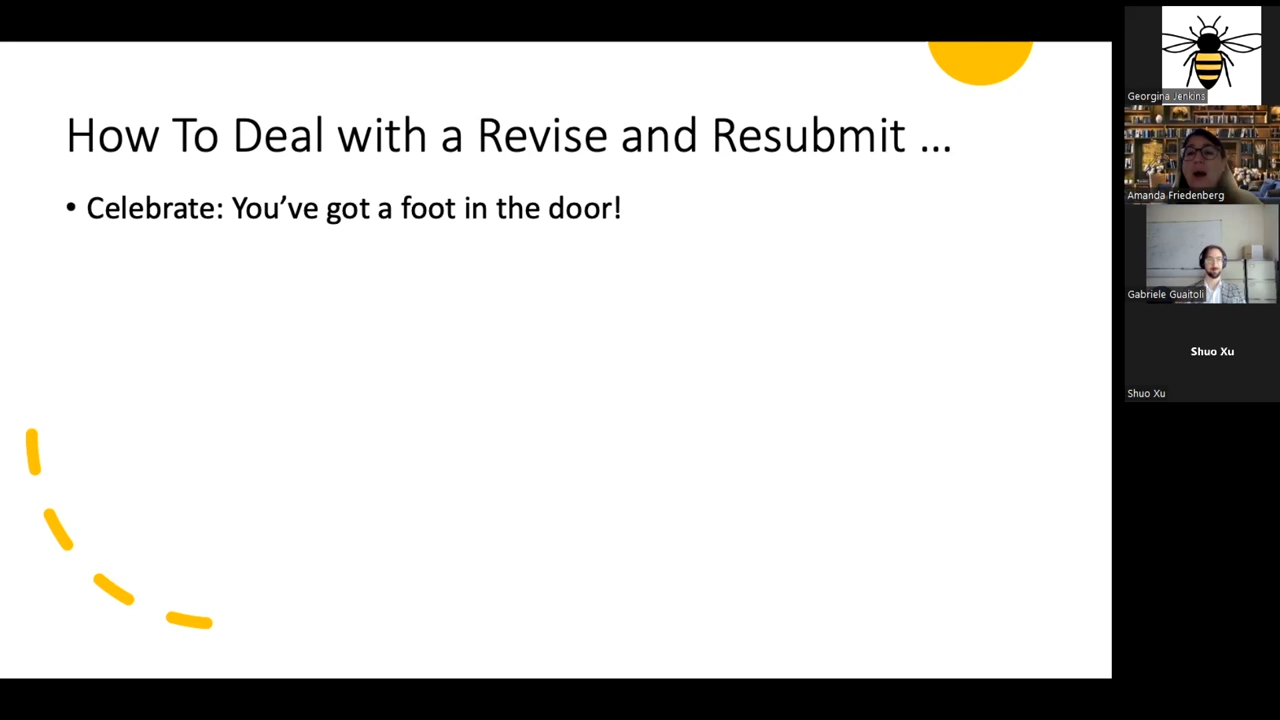 How To Deal with a Revise and Resubmit ...
• Celebrate: You’ve got a foot in the door!
Georgina Jenkins
Amanda Friedenberg
Gabriele Guaitoli
Shuo Xu
Shuo Xu